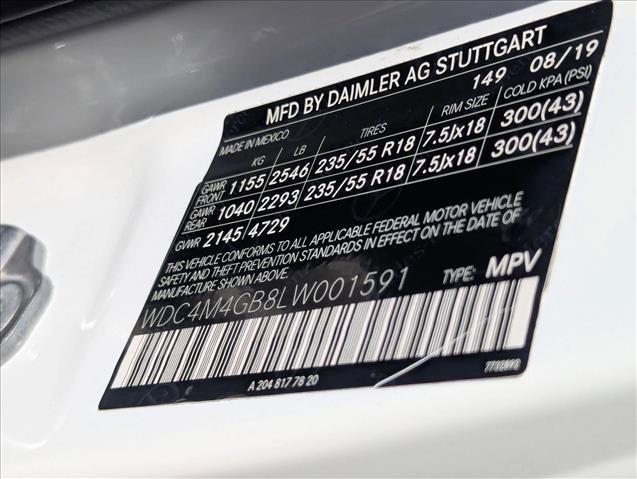 MFD BY DAIMLER AG STUTTGART
149 08/19
MADE IN MEXICO
KG LB TIRES RIM SIZE COLD KPA (PSI)
GAWR FRONT 1155 2546 235/55 R18 7.5Jx18 300(43)
GAWR REAR 1040 2293 235/55 R18 7.5Jx18 300(43)
GVWR 2145 4729
THIS VEHICLE CONFORMS TO ALL APPLICABLE FEDERAL MOTOR VEHICLE
AND THEFT PREVENTION STANDARDS IN EFFECT ON THE DATE OF
MANUFACTURE SHOWN ABOVE.
WDC4M4GB8LW001591 TYPE: MPV
A 204 817 78 20